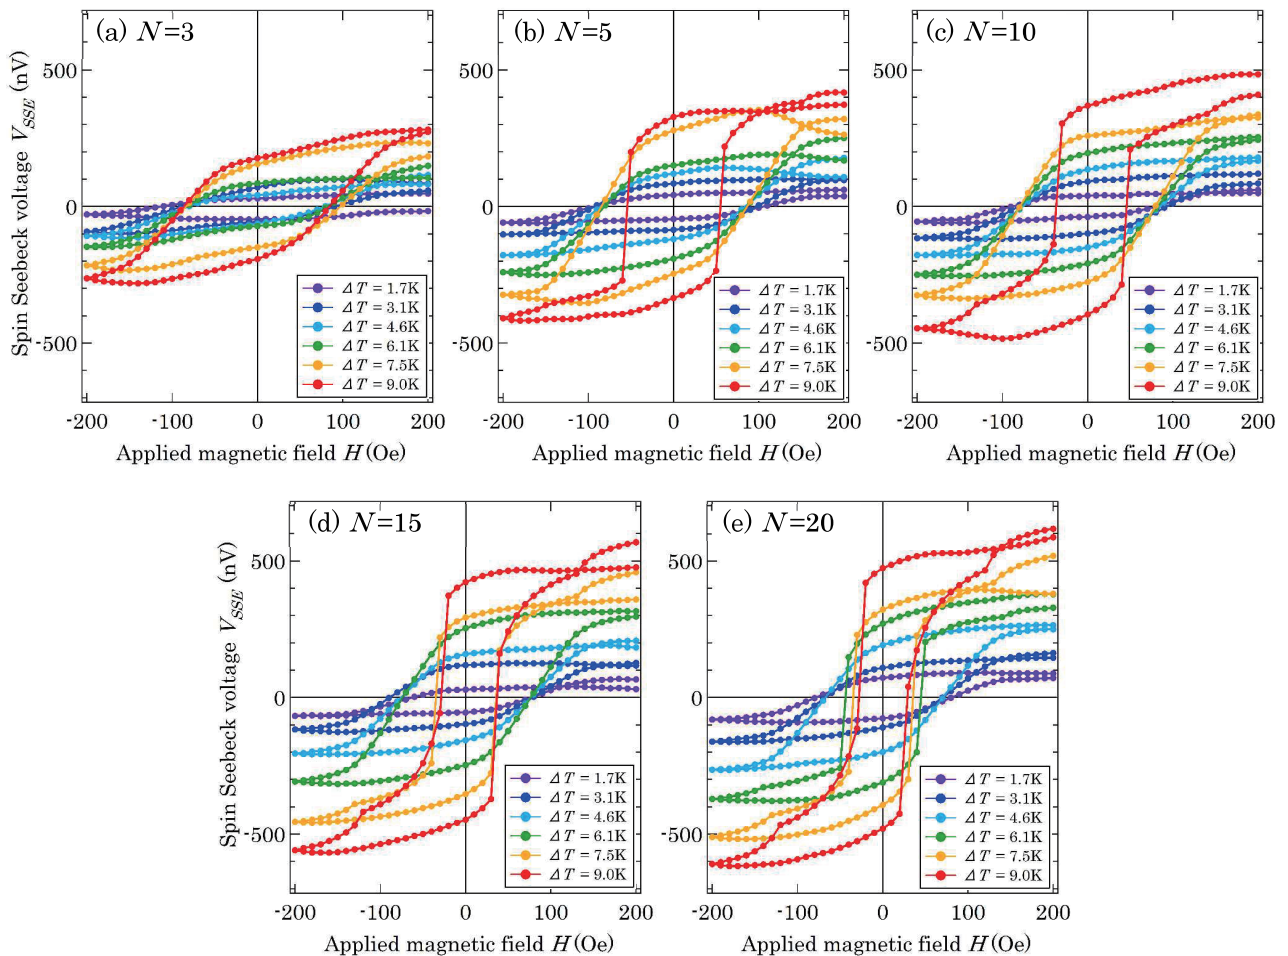 (a) N=3
Spin Seebeck voltage VSSE (nV)
500
0
-500
ΔT = 1.7K
ΔT = 3.1K
ΔT = 4.6K
ΔT = 6.1K
ΔT = 7.5K
ΔT = 9.0K
-200 -100 0 100 200
Applied magnetic field H (Oe)
(b) N=5
500
0
-500
ΔT = 1.7K
ΔT = 3.1K
ΔT = 4.6K
ΔT = 6.1K
ΔT = 7.5K
ΔT = 9.0K
-200 -100 0 100 200
Applied magnetic field H (Oe)
(c) N=10
500
0
-500
ΔT = 1.7K
ΔT = 3.1K
ΔT = 4.6K
ΔT = 6.1K
ΔT = 7.5K
ΔT = 9.0K
-200 -100 0 100 200
Applied magnetic field H (Oe)
(d) N=15
Spin Seebeck voltage VSSE (nV)
500
0
-500
ΔT = 1.7K
ΔT = 3.1K
ΔT = 4.6K
ΔT = 6.1K
ΔT = 7.5K
ΔT = 9.0K
-200 -100 0 100 200
Applied magnetic field H (Oe)
(e) N=20
500
0
-500
ΔT = 1.7K
ΔT = 3.1K
ΔT = 4.6K
ΔT = 6.1K
ΔT = 7.5K
ΔT = 9.0K
-200 -100 0 100 200
Applied magnetic field H (Oe)